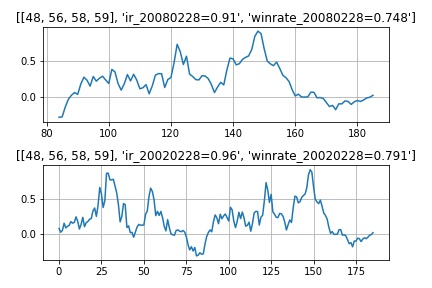 [[48, 56, 58, 59], 'ir_20080228=0.91', 'winrate_20080228=0.748']
0.5
0.0
80 100 120 140 160 180
[[48, 56, 58, 59], 'ir_20020228=0.96', 'winrate_20020228=0.791']
0.5
0.0
0 25 50 75 100 125 150 175